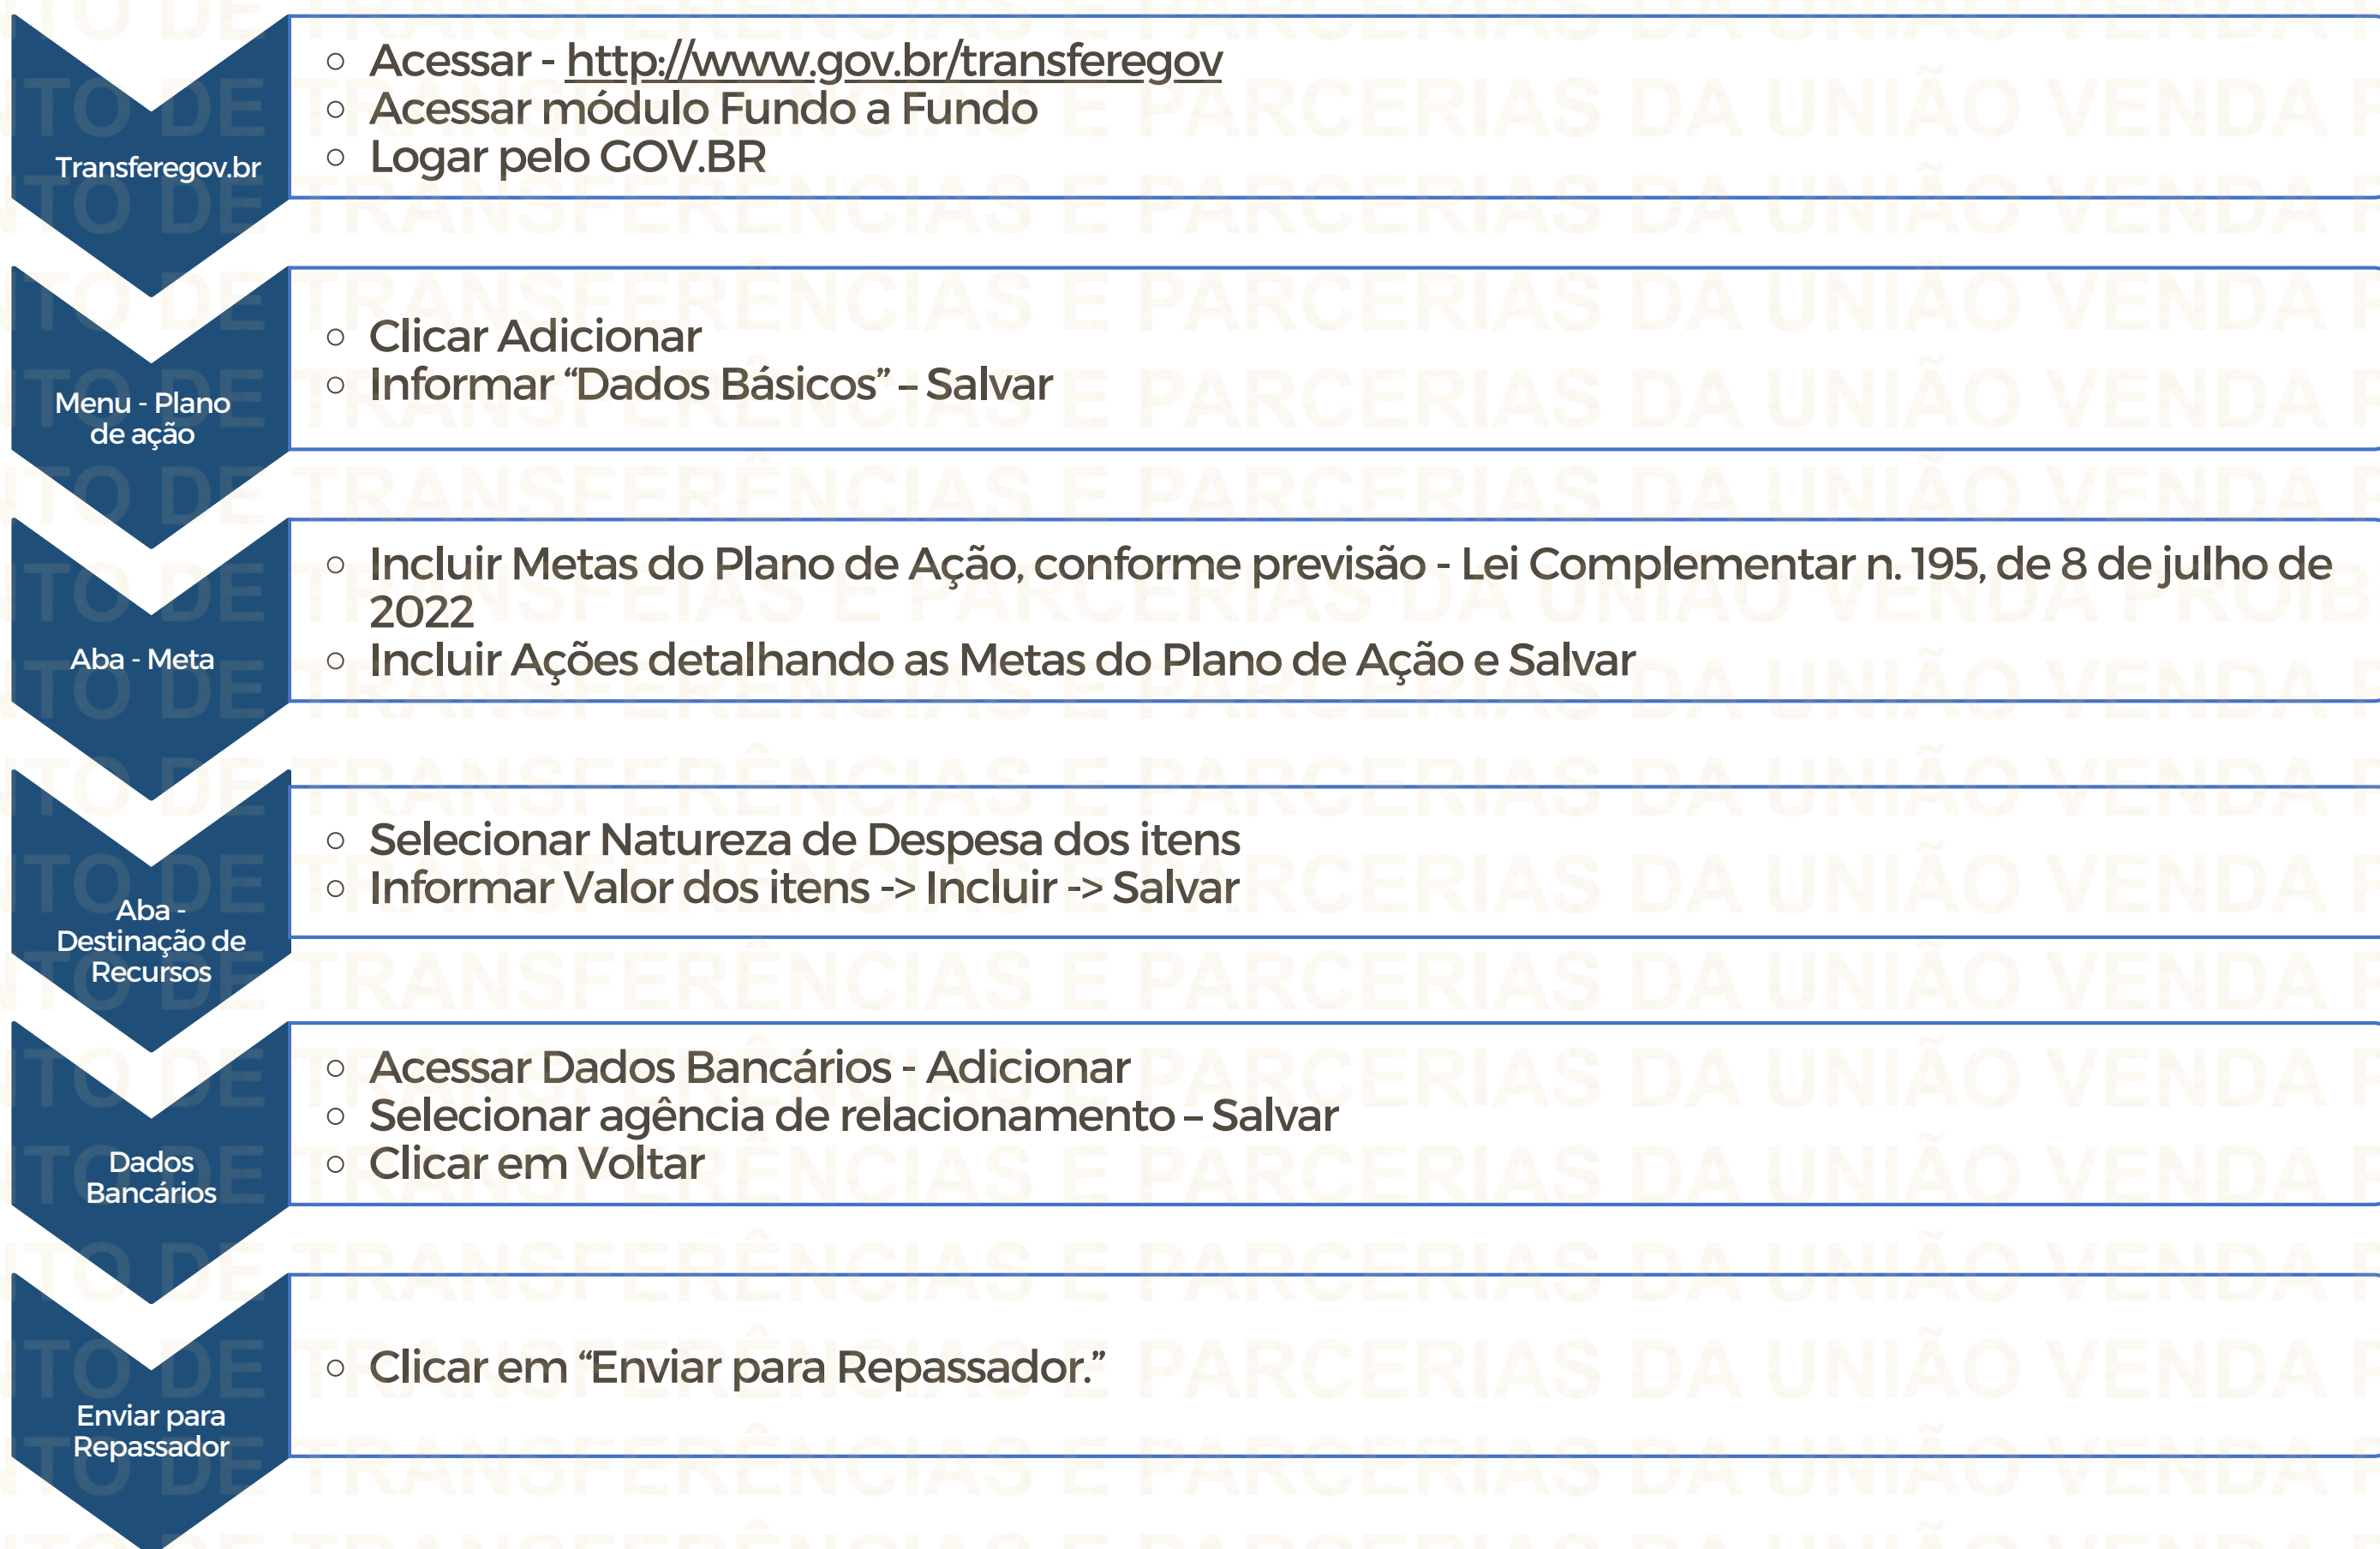 Transferegov.br
○ Acessar - http://www.gov.br/transferegov
○ Acessar módulo Fundo a Fundo
○ Logar pelo GOV.BR
Menu - Plano
de ação
○ Clicar Adicionar
○ Informar “Dados Básicos” – Salvar
Aba - Meta
○ Incluir Metas do Plano de Ação, conforme previsão - Lei Complementar n. 195, de 8 de julho de
2022
○ Incluir Ações detalhando as Metas do Plano de Ação e Salvar
Aba -
Destinação de
Recursos
○ Selecionar Natureza de Despesa dos itens
○ Informar Valor dos itens -> Incluir -> Salvar
Dados
Bancários
○ Acessar Dados Bancários - Adicionar
○ Selecionar agência de relacionamento – Salvar
○ Clicar em Voltar
Enviar para
Repassador
○ Clicar em “Enviar para Repassador.”